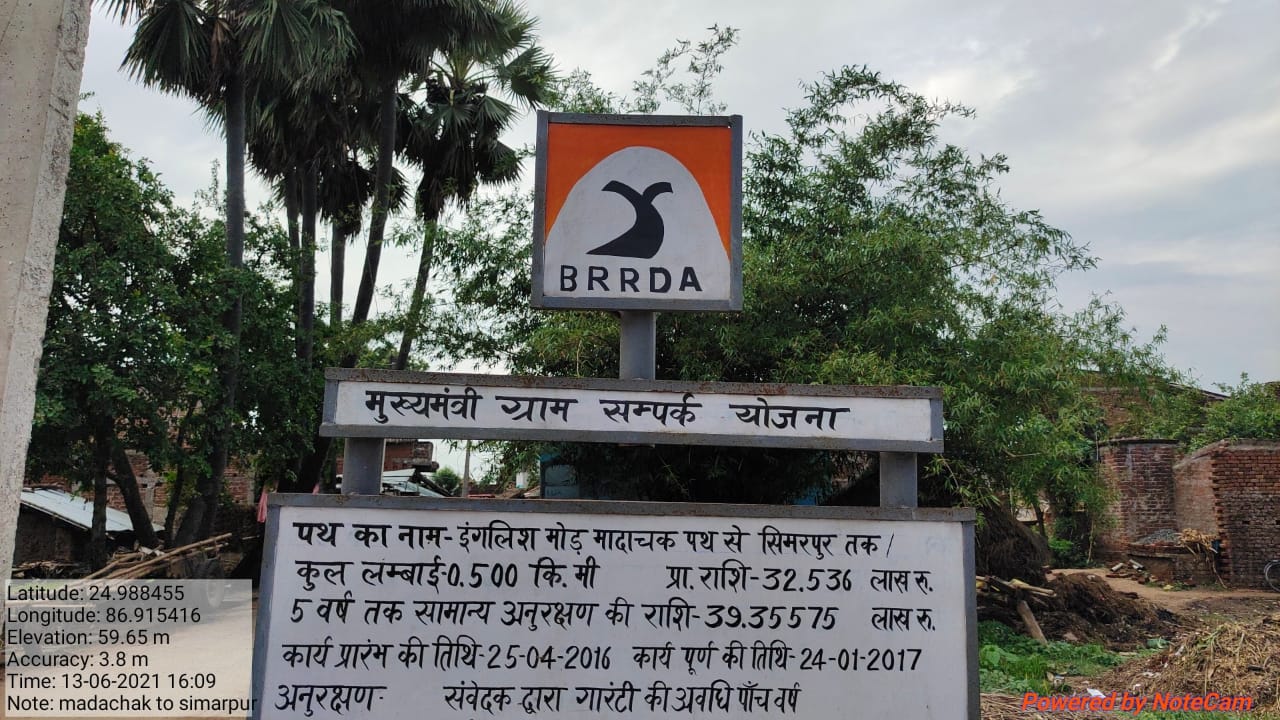 BRRDA
मुख्यमंत्री ग्राम सम्पर्क योजना
पथ का नाम-इंगलिश मोड़ मादाचक पथ से सिमरपुर तक/
कुल लम्बाई-0.500 कि.मी प्रा. राशि-32.536 लाख रु.
5 वर्ष तक सामान्य अनुरक्षण की राशि-39.35575 लाख रु.
कार्य प्रारंभ की तिथि-25-04-2016 कार्य पूर्ण की तिथि-24-01-2017
अनुरक्षण- संवेदक द्वारा गारंटी की अवधि पाँच वर्ष
Latitude: 24.988455
Longitude: 86.915416
Elevation: 59.65 m
Accuracy: 3.8 m
Time: 13-06-2021 16:09
Note: madachak to simarpur
Powered by NoteCam